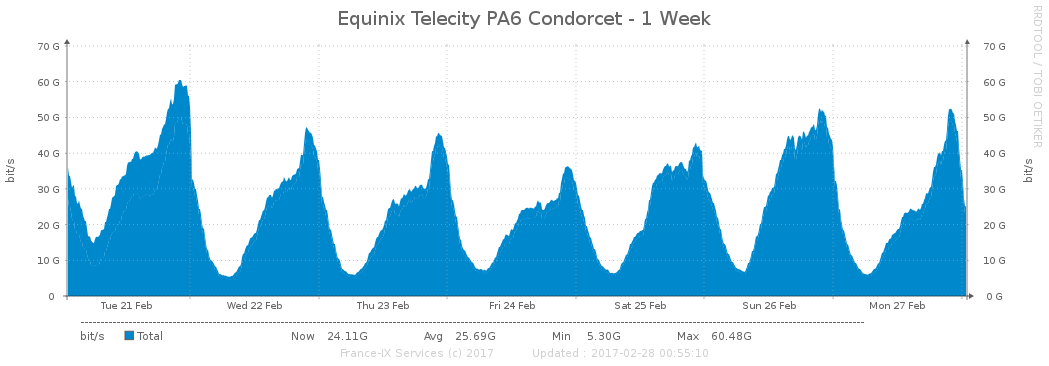 Equinix Telecity PA6 Condorcet - 1 Week
RRDTOOL / TOBI OETIKER
bit/s
70 G
60 G
50 G
40 G
30 G
20 G
10 G
0
70 G
60 G
50 G
40 G
30 G
20 G
10 G
0 G
bit/s
Tue 21 Feb Wed 22 Feb Thu 23 Feb Fri 24 Feb Sat 25 Feb Sun 26 Feb Mon 27 Feb
bit/s Total Now 24.11G Avg 25.69G Min 5.30G Max 60.48G
France-IX Services (c) 2017 Updated : 2017-02-28 00:55:10